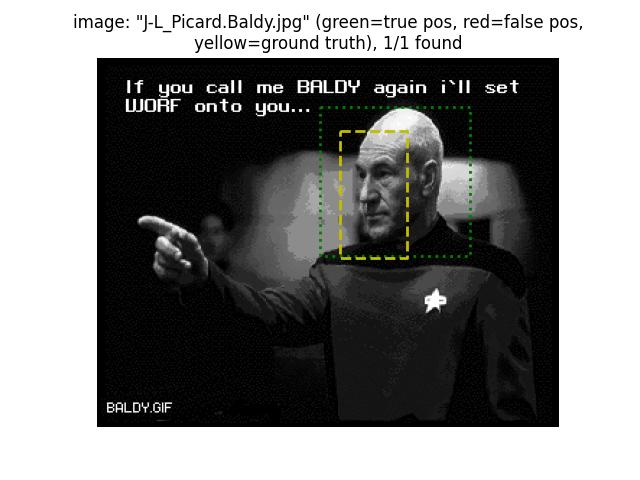 image: "J-L_Picard.Baldy.jpg" (green=true pos, red=false pos,
yellow=ground truth), 1/1 found
If you call me BALDY again i`ll set
WORF onto you...
BALDY.GIF